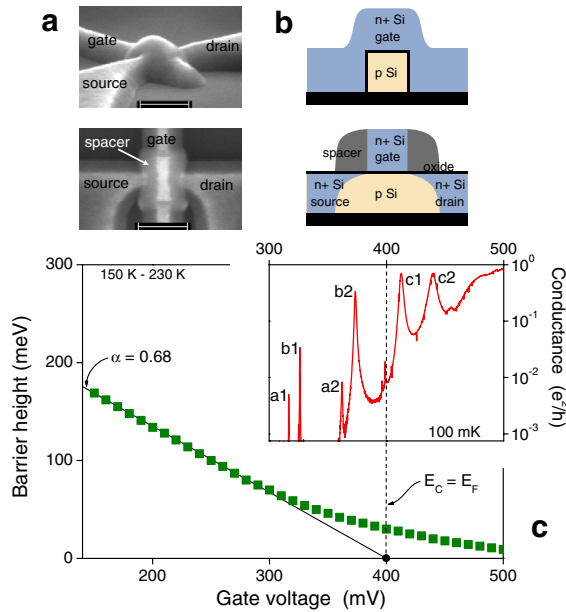 a
gate
drain
source
b
n+ Si
gate
p Si
gate
spacer
source
drain
n+ Si
gate
spacer
oxide
n+ Si
source
p Si
n+ Si
drain
300
400
500
300
200
100
0
Barrier height (meV)
150 K - 230 K
α = 0.68
a1
b1
a2
b2
c1
c2
100 mK
10⁰
10⁻¹
10⁻²
10⁻³
Conductance (e²/h)
E_C = E_F
c
200
300
400
500
Gate voltage (mV)